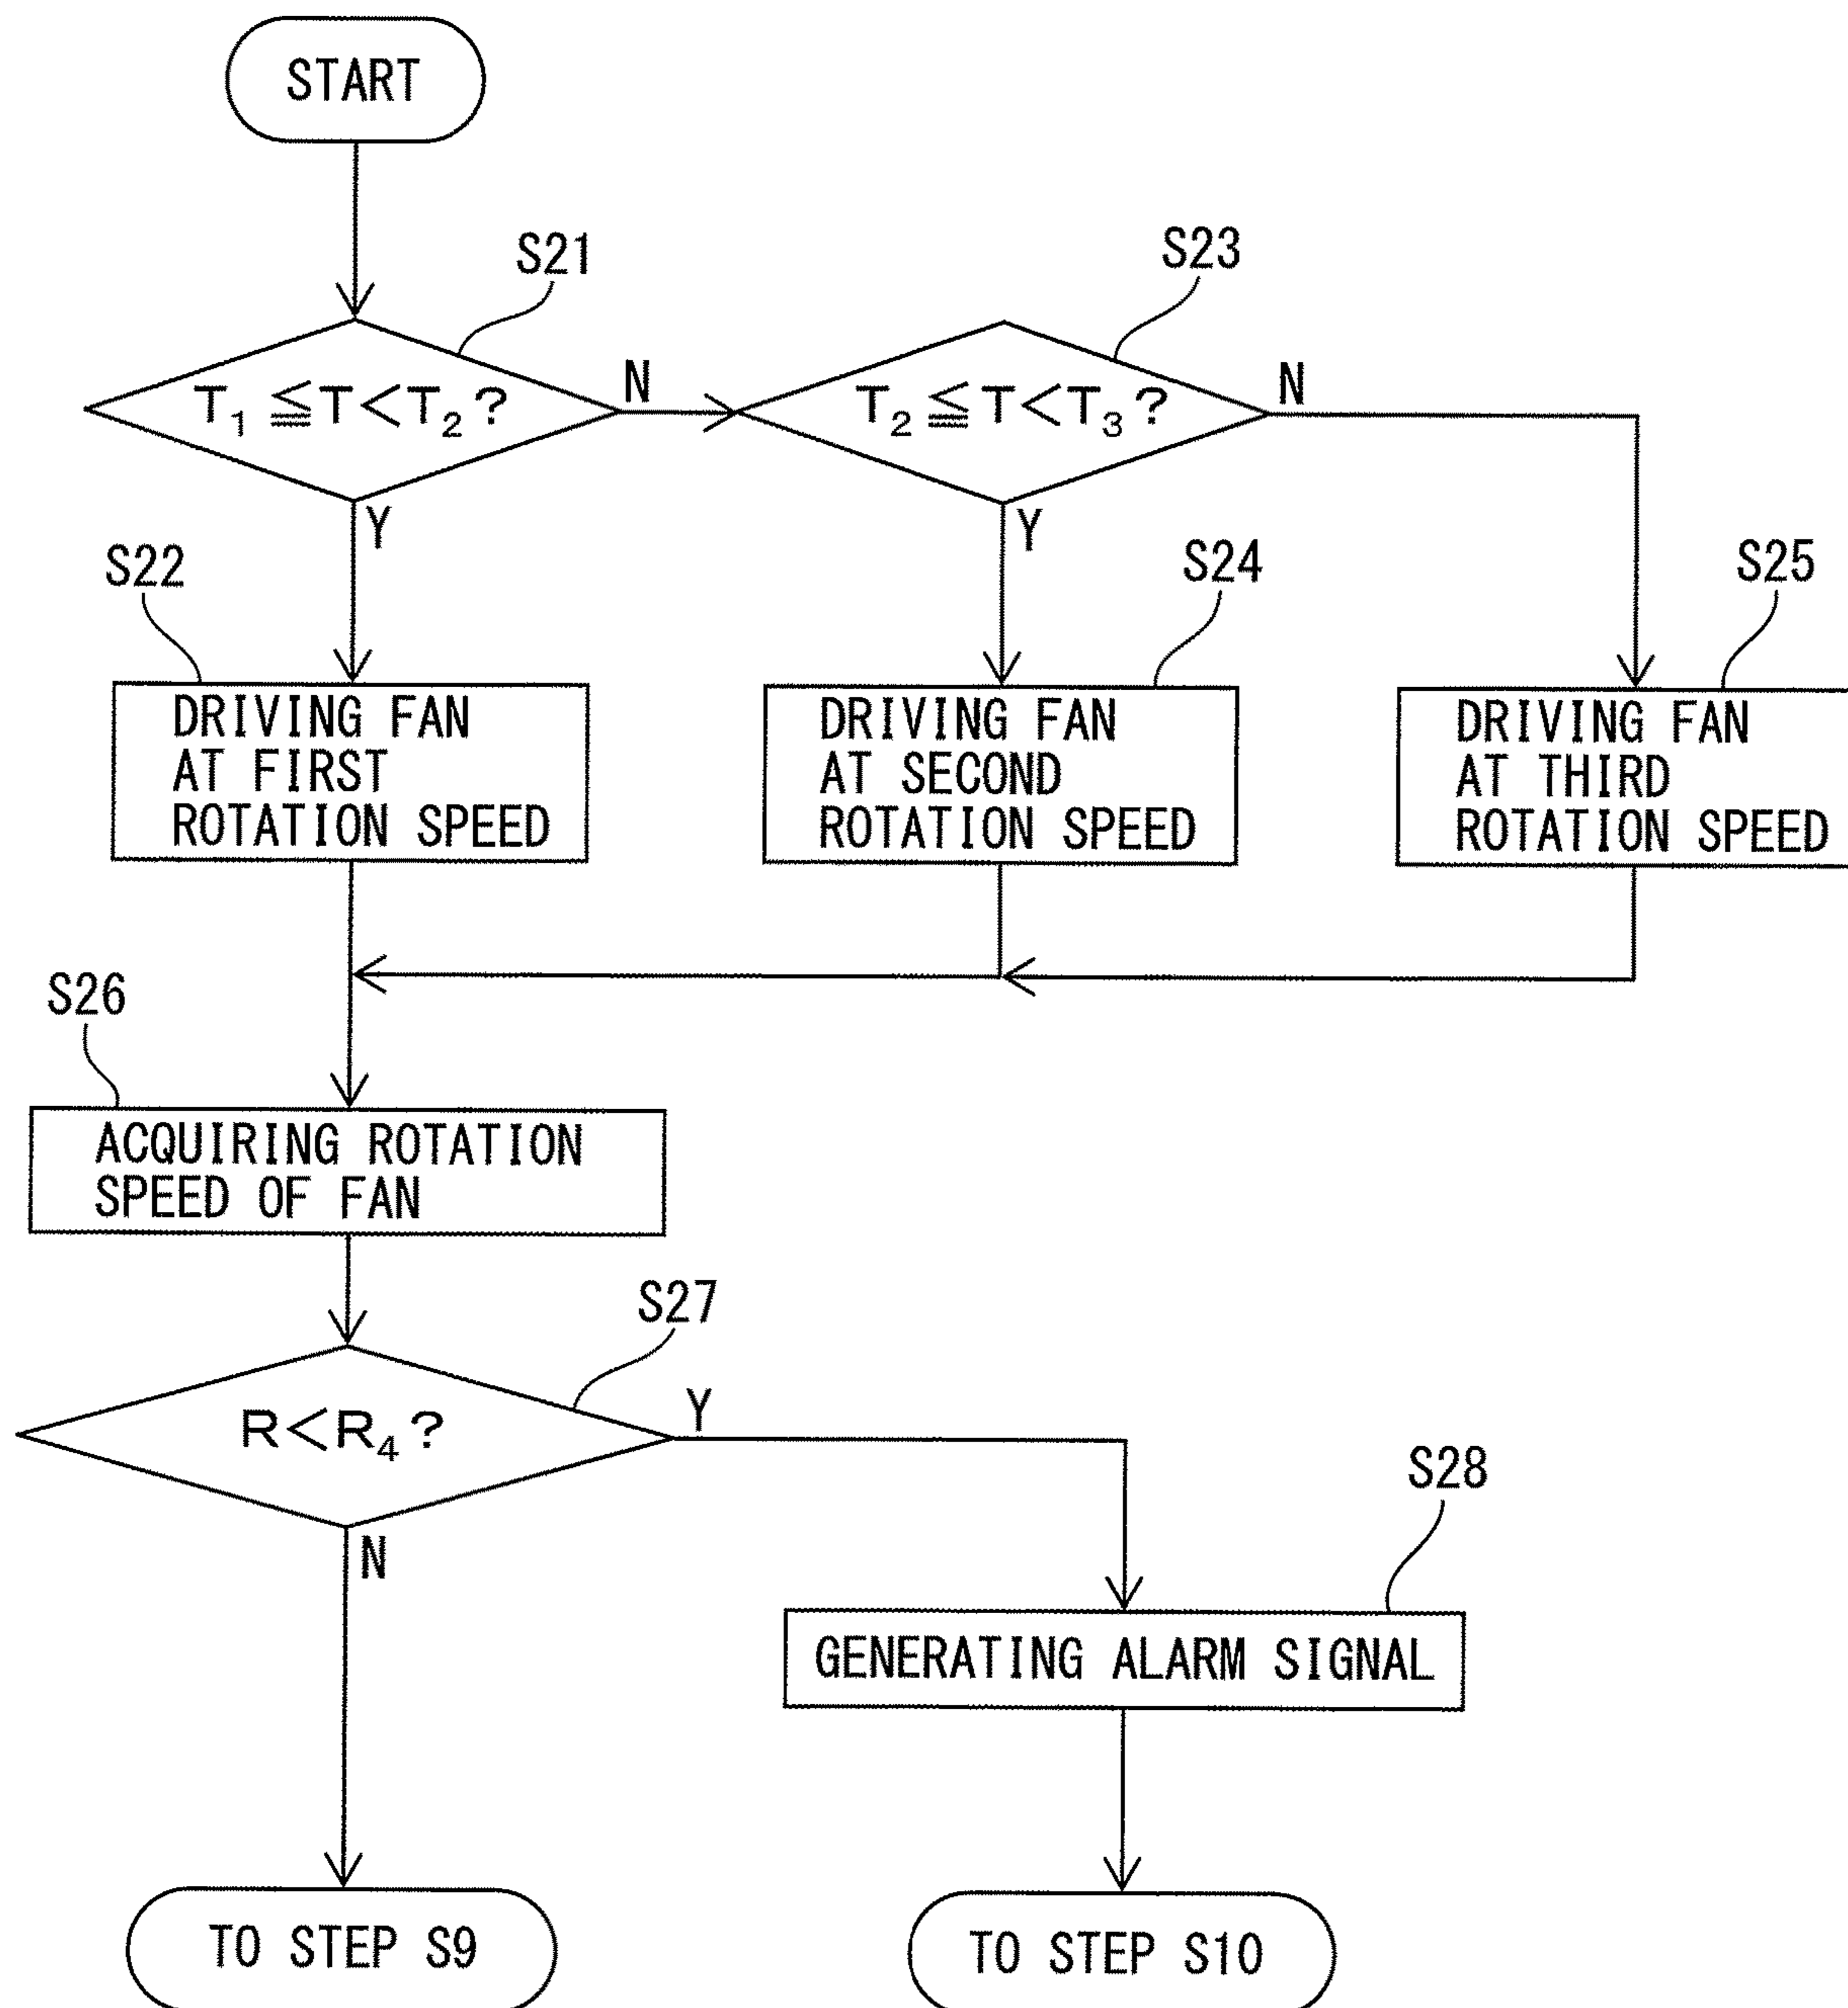 START
S21
S23
T₁≦T<T₂?
N
T₂≦T<T₃?
N
Y
Y
S22
S24
S25
DRIVING FAN
AT FIRST
ROTATION SPEED
DRIVING FAN
AT SECOND
ROTATION SPEED
DRIVING FAN
AT THIRD
ROTATION SPEED
S26
ACQUIRING ROTATION
SPEED OF FAN
S27
R<R₄?
Y
N
S28
GENERATING ALARM SIGNAL
TO STEP S9
TO STEP S10